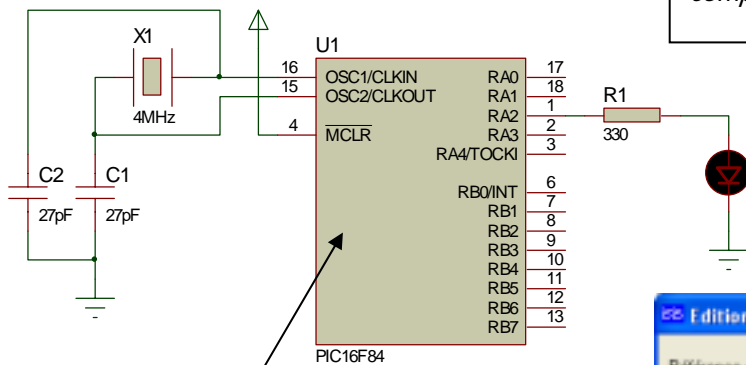 comp
X1
4MHz
C2
27pF
C1
27pF
U1
16
OSC1/CLKIN
15
OSC2/CLKOUT
4
MCLR
RA0
17
RA1
18
RA2
1
RA3
2
RA4/TOCKI
3
RB0/INT
6
RB1
7
RB2
8
RB3
9
RB4
10
RB5
11
RB6
12
RB7
13
PIC16F84
R1
330
Edition